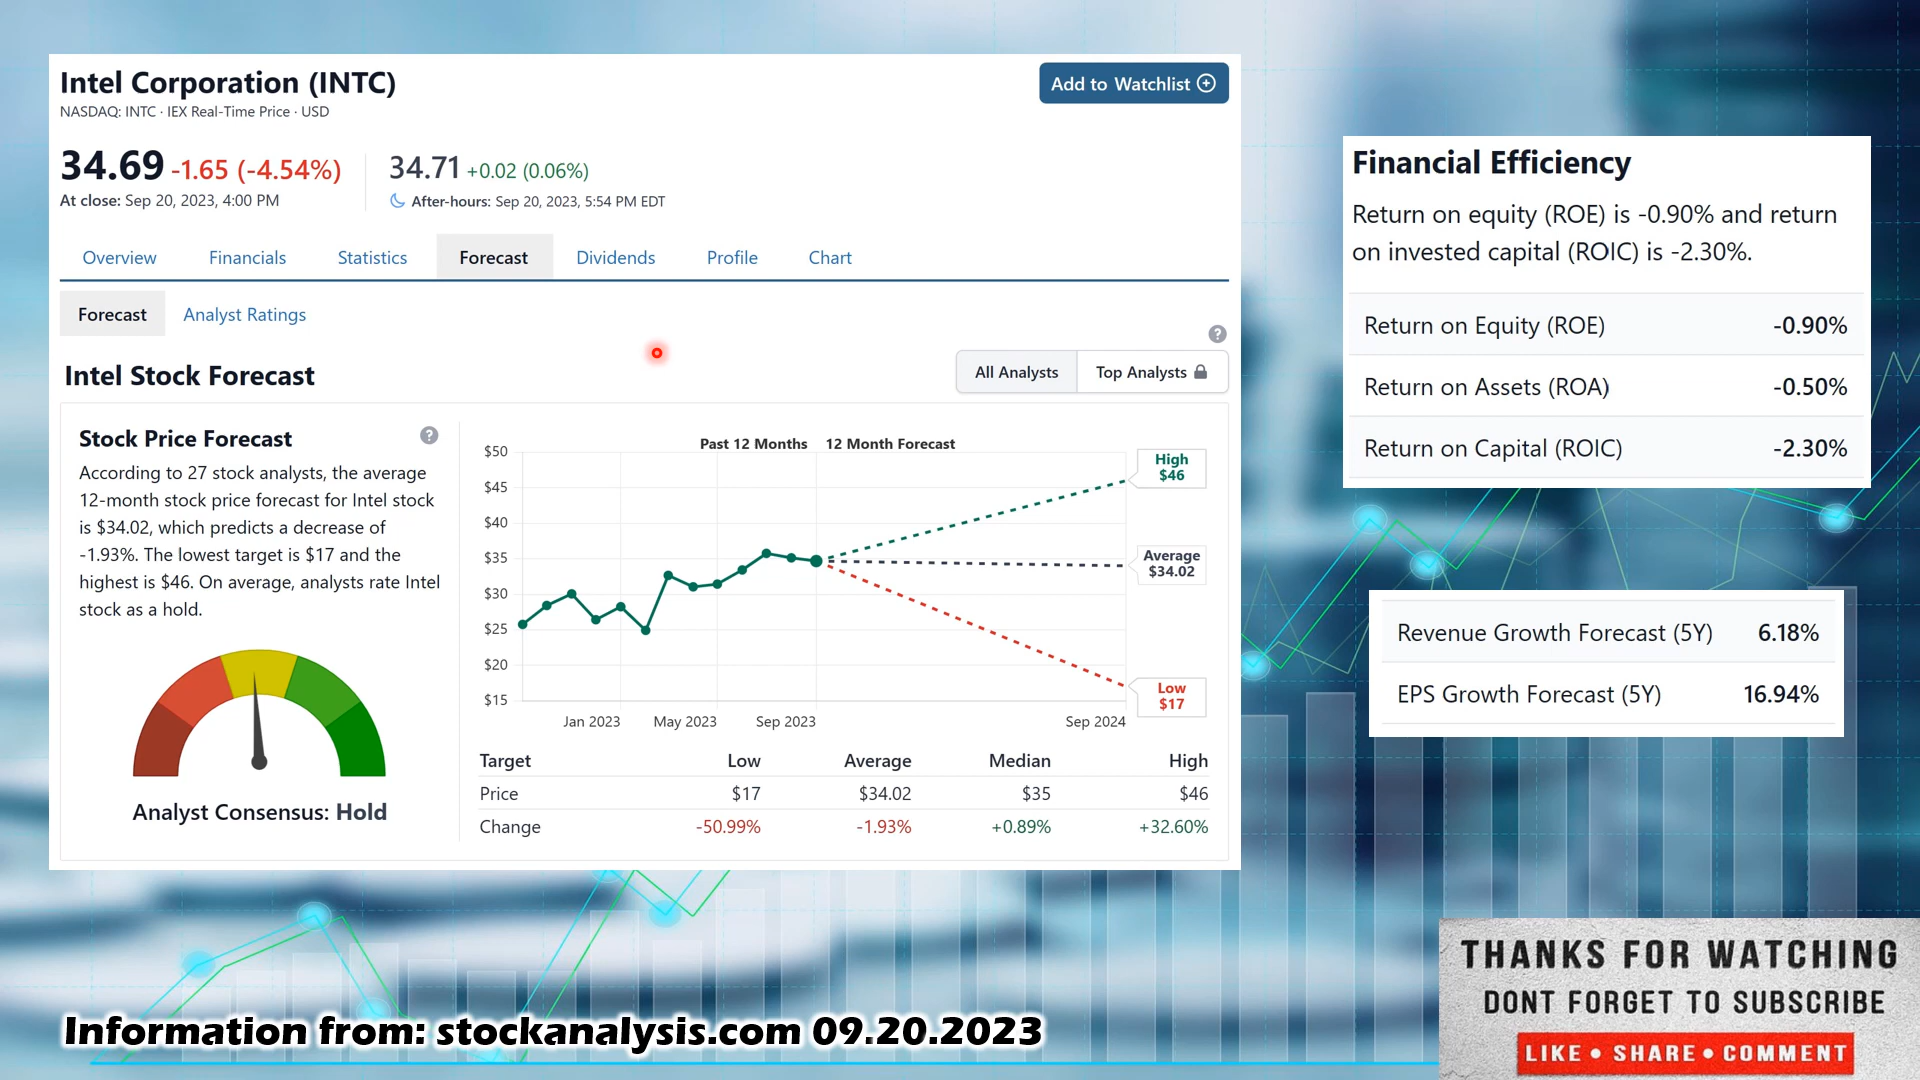 Intel Corporation (INTC)
Add to Watchlist
NASDAQ: INTC · IEX Real-Time Price · USD
34.69 -1.65 (-4.54%)
At close: Sep 20, 2023, 4:00 PM
34.71 +0.02 (0.06%)
After-hours: Sep 20, 2023, 5:54 PM EDT
Overview Financials Statistics Forecast Dividends Profile Chart
Forecast Analyst Ratings
?
Intel Stock Forecast
All Analysts Top Analysts
Stock Price Forecast ?
According to 27 stock analysts, the average
12-month stock price forecast for Intel stock
is $34.02, which predicts a decrease of
-1.93%. The lowest target is $17 and the
highest is $46. On average, analysts rate Intel
stock as a hold.
Analyst Consensus: Hold
Past 12 Months 12 Month Forecast
$50
$45
$40
$35
$30
$25
$20
$15
High
$46
Average
$34.02
Low
$17
Jan 2023 May 2023 Sep 2023 Sep 2024
Target Low Average Median High
Price $17 $34.02 $35 $46
Change -50.99% -1.93% +0.89% +32.60%
Financial Efficiency
Return on equity (ROE) is -0.90% and return
on invested capital (ROIC) is -2.30%.
Return on Equity (ROE) -0.90%
Return on Assets (ROA) -0.50%
Return on Capital (ROIC) -2.30%
Revenue Growth Forecast (5Y) 6.18%
EPS Growth Forecast (5Y) 16.94%
Information from: stockanalysis.com 09.20.2023
THANKS FOR WATCHING
DONT FORGET TO SUBSCRIBE
LIKE • SHARE • COMMENT